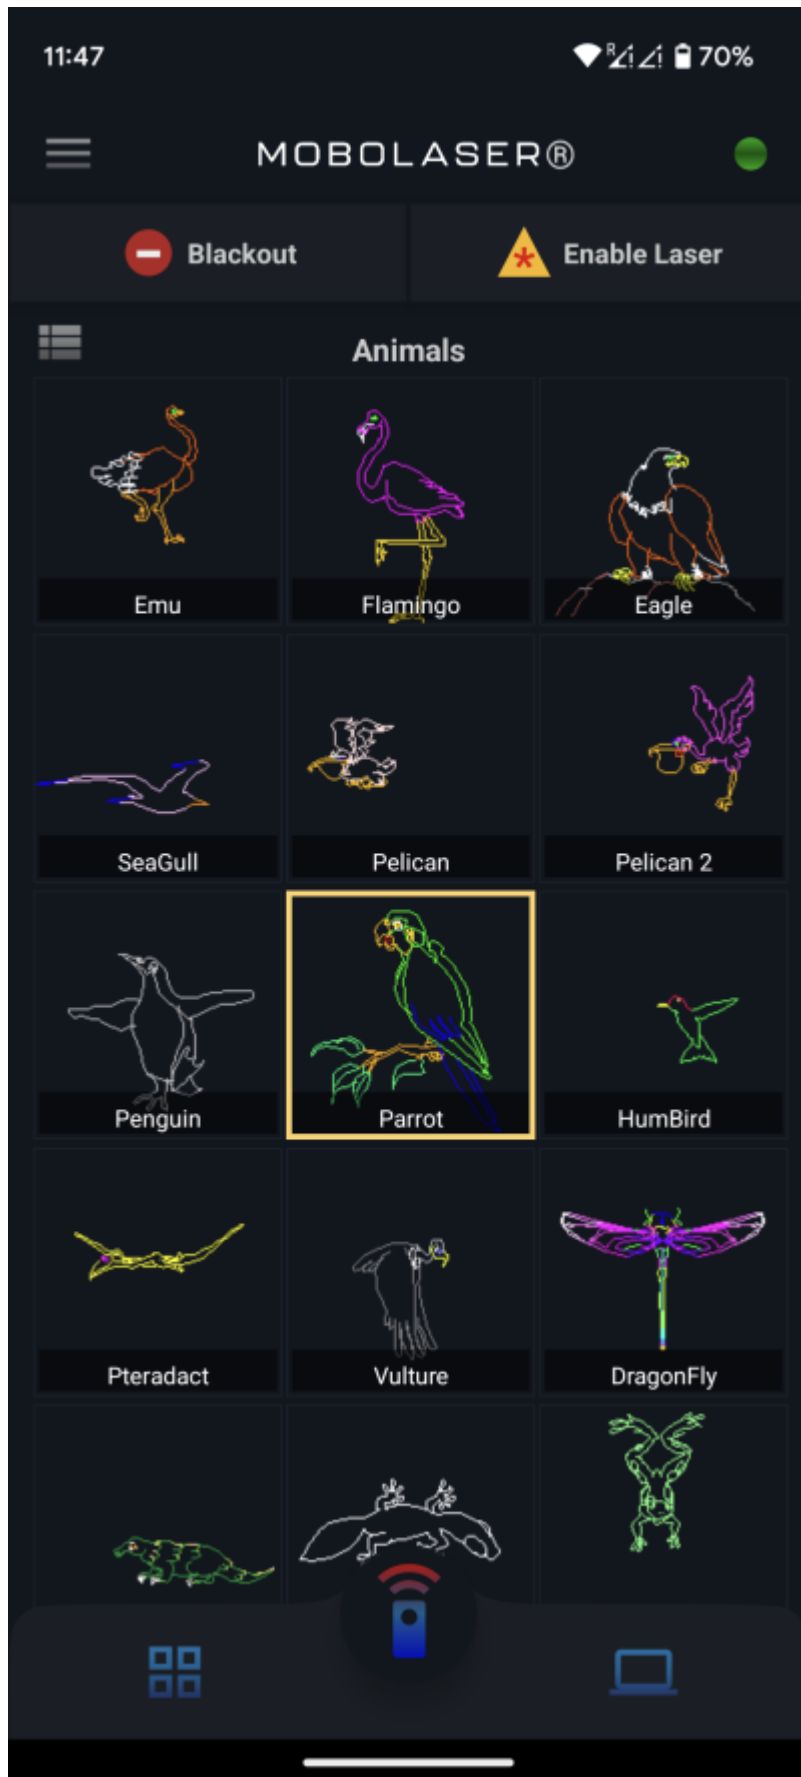 11:47 R 70%
MOBOLASER®
Blackout Enable Laser
Animals
Emu Flamingo Eagle
SeaGull Pelican Pelican 2
Penguin Parrot HumBird
Pteradact Vulture DragonFly